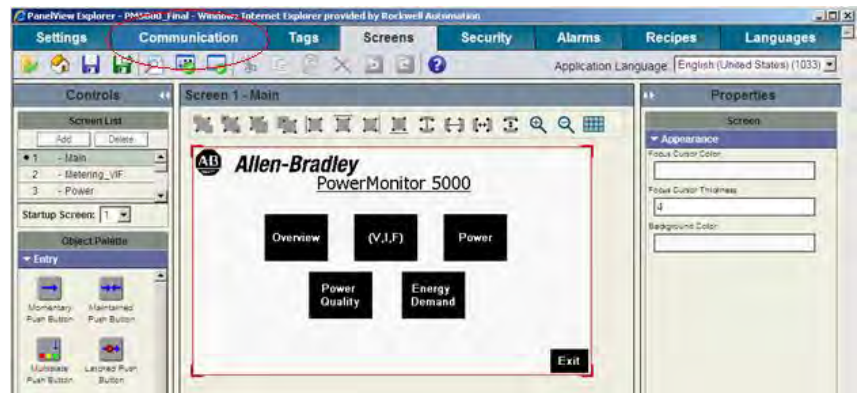 PanelView Explorer - PM5000_Final - Windows Internet Explorer provided by Rockwell Automation
Settings Communication Tags Screens Security Alarms Recipes Languages
Application Language: English (United States) (1033)
Controls
Screen List
Add Delete
1 - Main
2 - Metering_VIF
3 - Power
Startup Screen: 1
Object Palette
Entry
Momentary Push Button
Maintained Push Button
Multistate Push Button
Latched Push Button
Screen 1 - Main
AB Allen-Bradley
PowerMonitor 5000
Overview (V,I,F) Power
Power Quality
Energy Demand
Exit
Properties
Screen
Appearance
Focus Cursor Color
Focus Cursor Thickness
4
Background Color